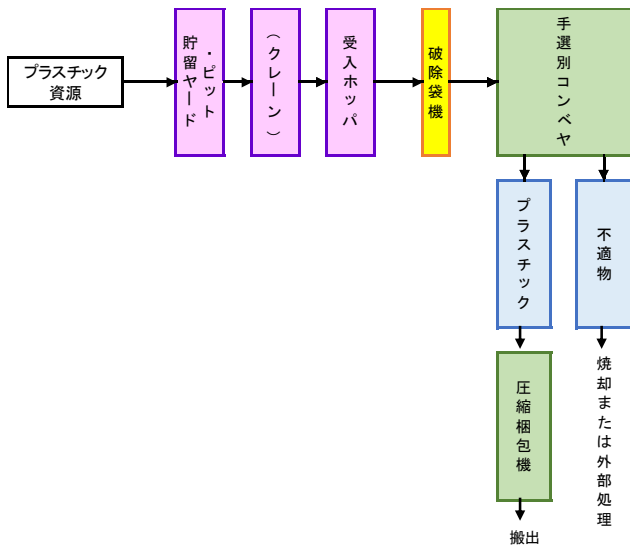 プラスチック
資源
貯留ヤード
・ピット
（クレーン）
受入ホッパ
破除袋機
手選別コンベヤ
プラスチック
不適物
圧縮梱包機
焼却または外部処理
搬出